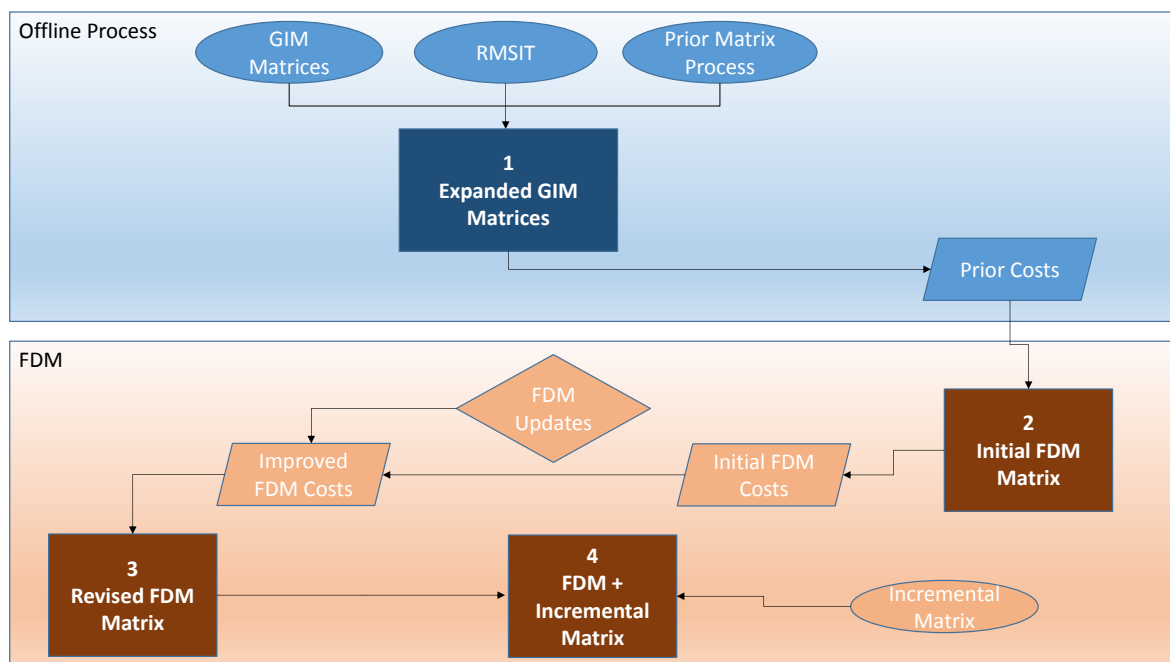 Offline Process
GIM
Matrices
RMSIT
Prior Matrix
Process
1
Expanded GIM
Matrices
Prior Costs
FDM
FDM
Updates
2
Initial FDM
Matrix
Improved
FDM Costs
Initial FDM
Costs
3
Revised FDM
Matrix
4
FDM +
Incremental
Matrix
Incremental
Matrix